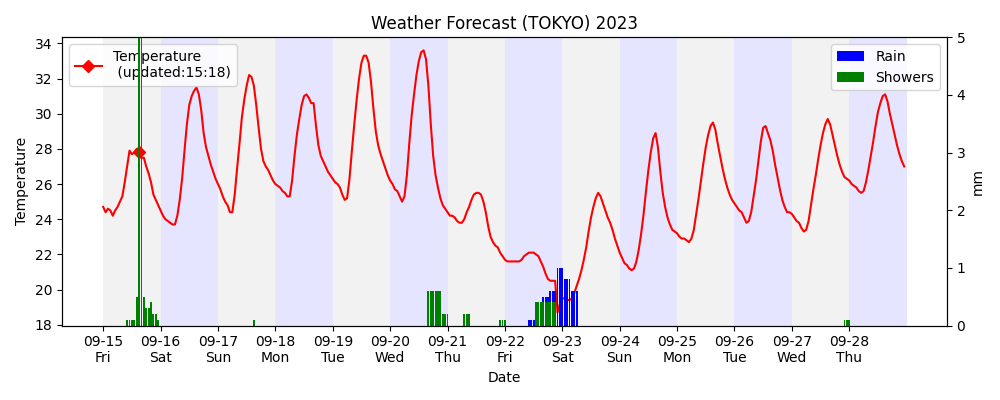 Weather Forecast (TOKYO) 2023
Temperature
(updated:15:18)
Rain
Showers
Temperature
34
32
30
28
26
24
22
20
18
5
4
3
2
1
0
mm
09-15 09-16 09-17 09-18 09-19 09-20 09-21 09-22 09-23 09-24 09-25 09-26 09-27 09-28
Fri Sat Sun Mon Tue Wed Thu Fri Sat Sun Mon Tue Wed Thu
Date